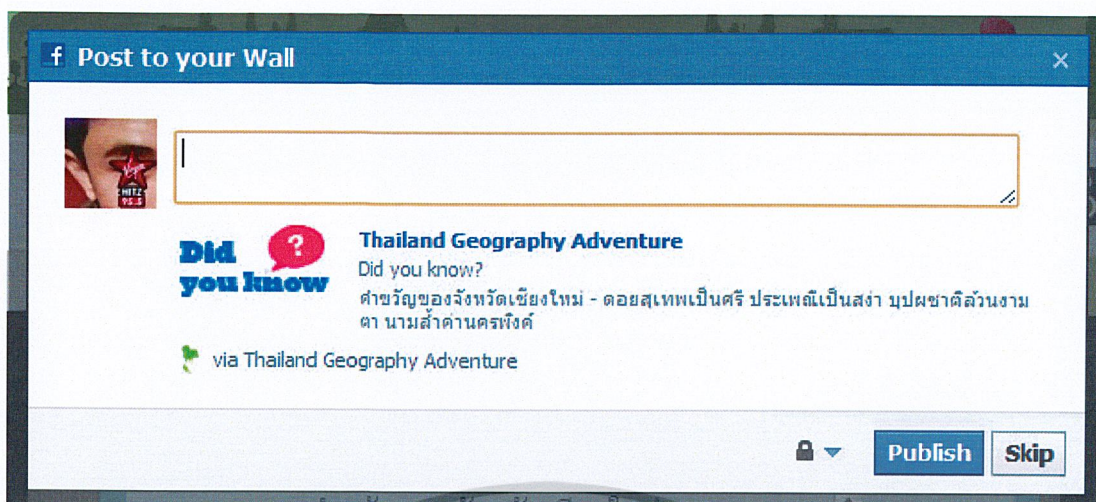 f Post to your Wall
Virgin
HITZ
95.5
Did ?
you know
Thailand Geography Adventure
Did you know?
คำขวัญของจังหวัดเชียงใหม่ - ดอยสุเทพเป็นศรี ประเพณีเป็นสง่า บุปผชาติล้วนงาม
ตา นามล้ำค่านครพิงค์
via Thailand Geography Adventure
Publish
Skip